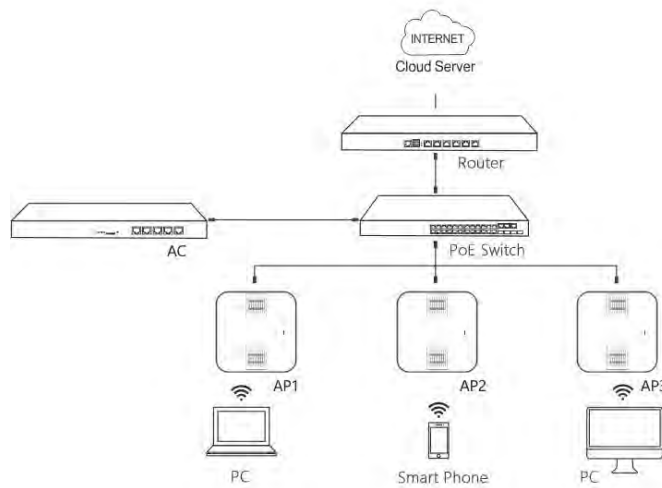 INTERNET
Cloud Server
Router
AC
PoE Switch
AP1
AP2
AP3
PC
Smart Phone
PC